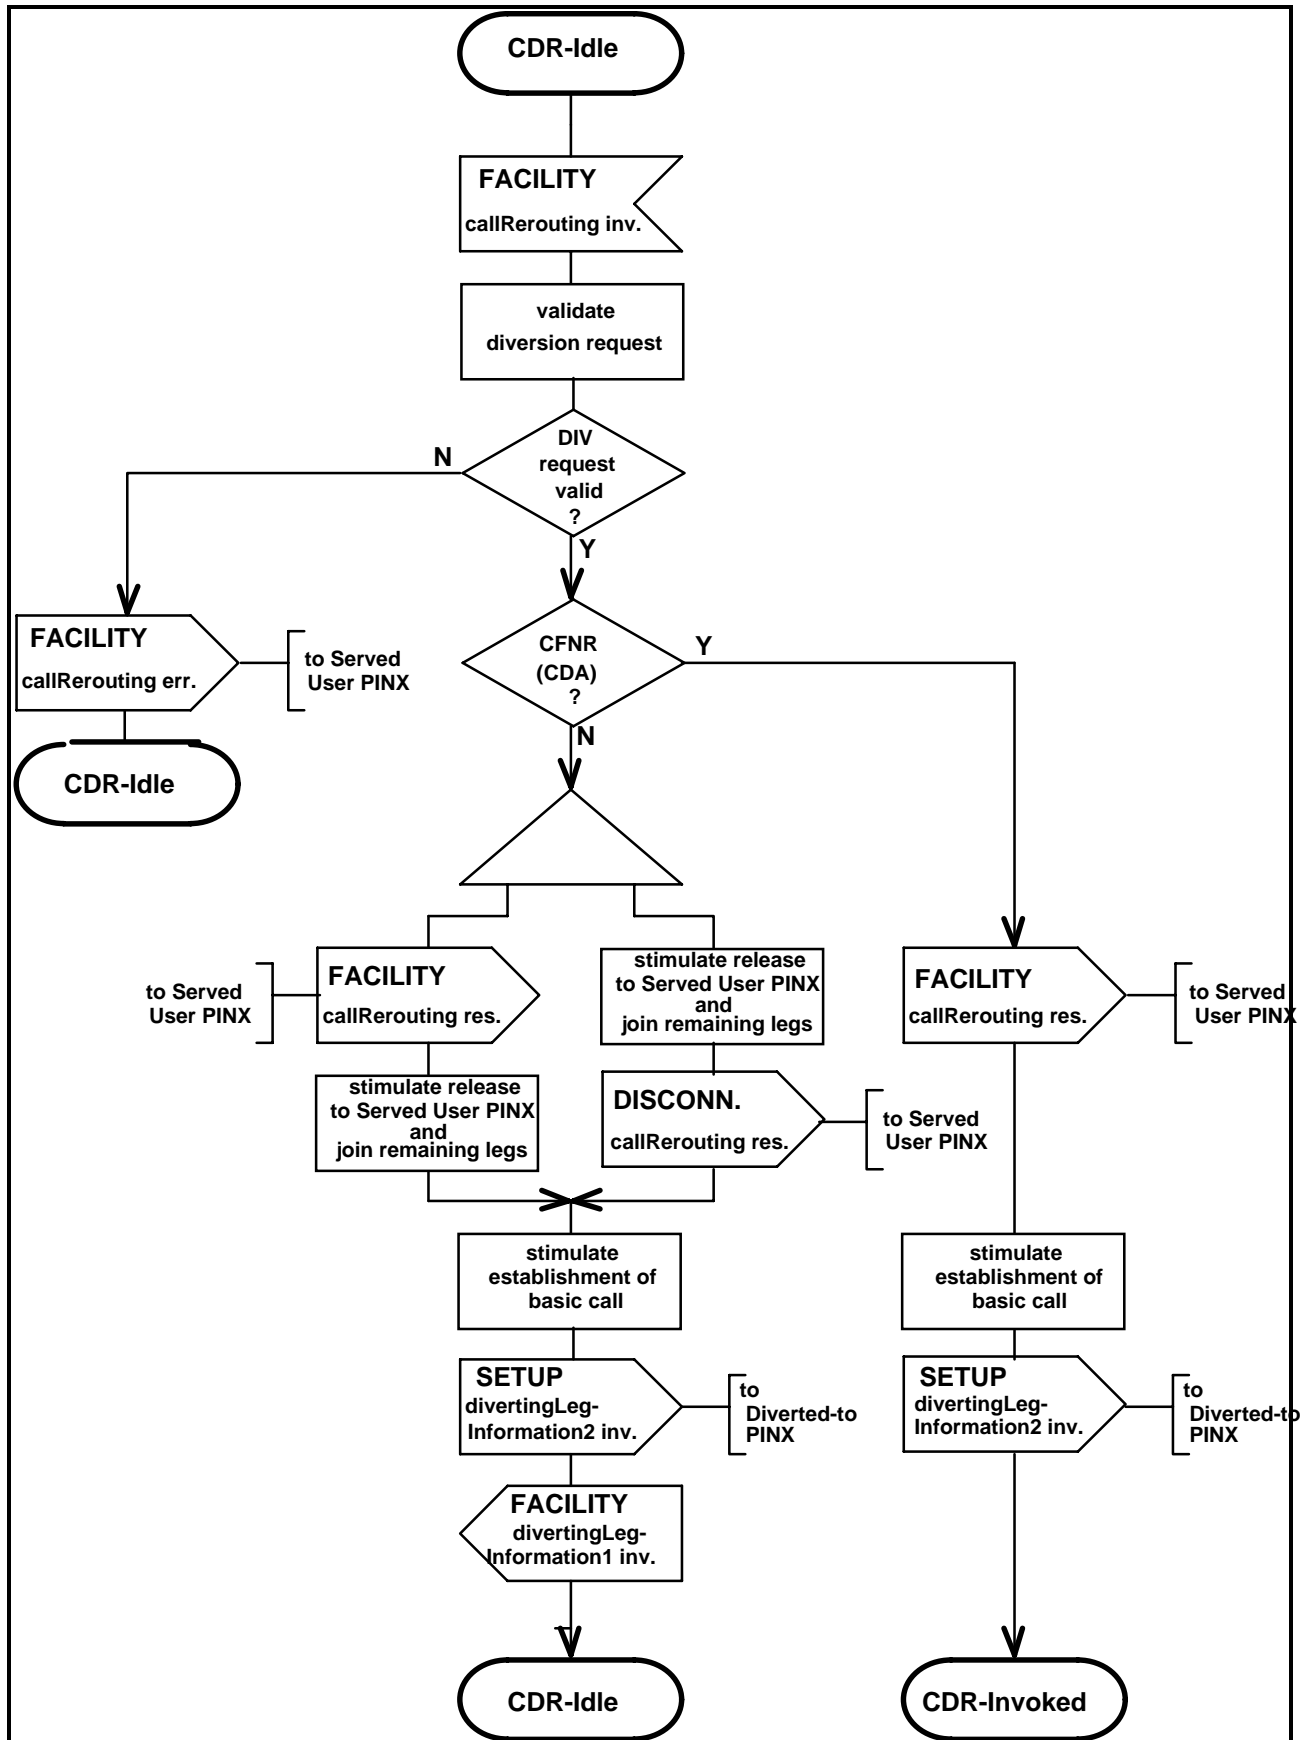 CDR-Idle
FACILITY
callRerouting inv.
validate
diversion request
DIV
request
valid
?
N
Y
FACILITY
callRerouting err.
to Served
User PINX
CDR-Idle
CFNR
(CDA)
?
Y
N
to Served
User PINX
FACILITY
callRerouting res.
stimulate release
to Served User PINX
and
join remaining legs
stimulate release
to Served User PINX
and
join remaining legs
DISCONN.
callRerouting res.
to Served
User PINX
FACILITY
callRerouting res.
to Served
User PINX
stimulate
establishment of
basic call
SETUP
divertingLeg-
Information2 inv.
to
Diverted-to
PINX
FACILITY
divertingLeg-
Information1 inv.
CDR-Idle
stimulate
establishment of
basic call
SETUP
divertingLeg-
Information2 inv.
to
Diverted-to
PINX
CDR-Invoked